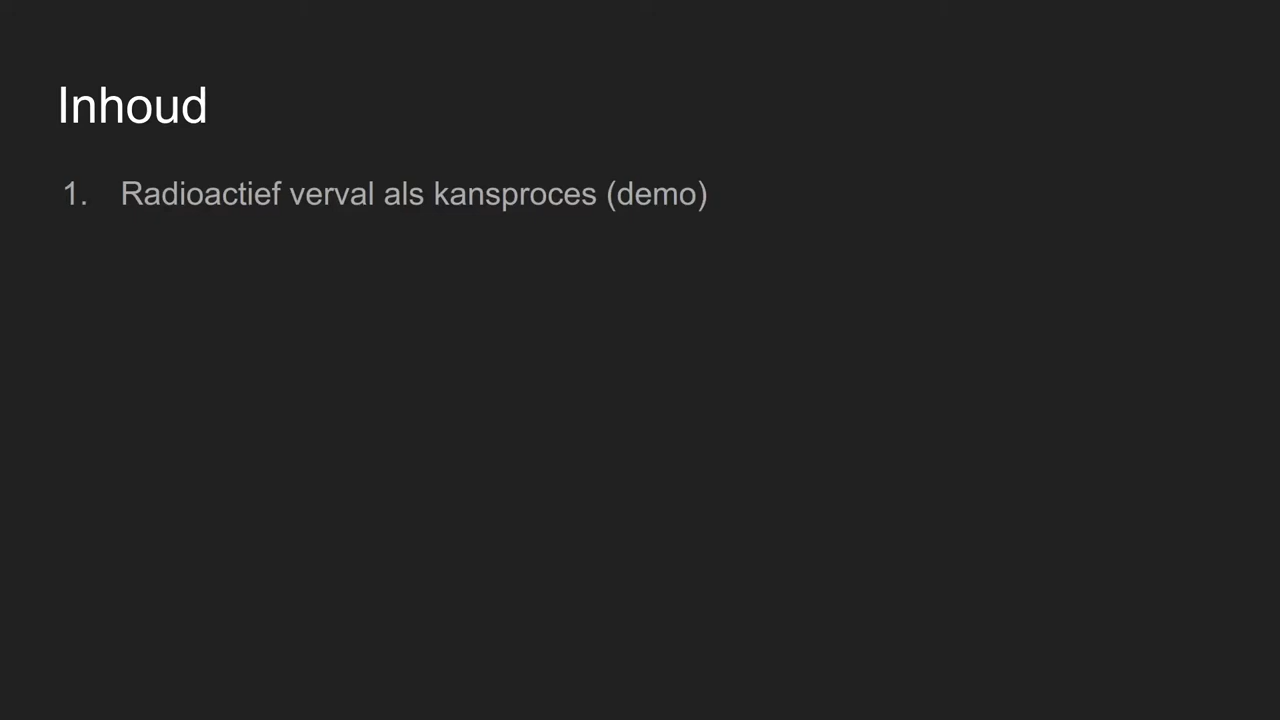 Inhoud
1. Radioactief verval als kansproces (demo)